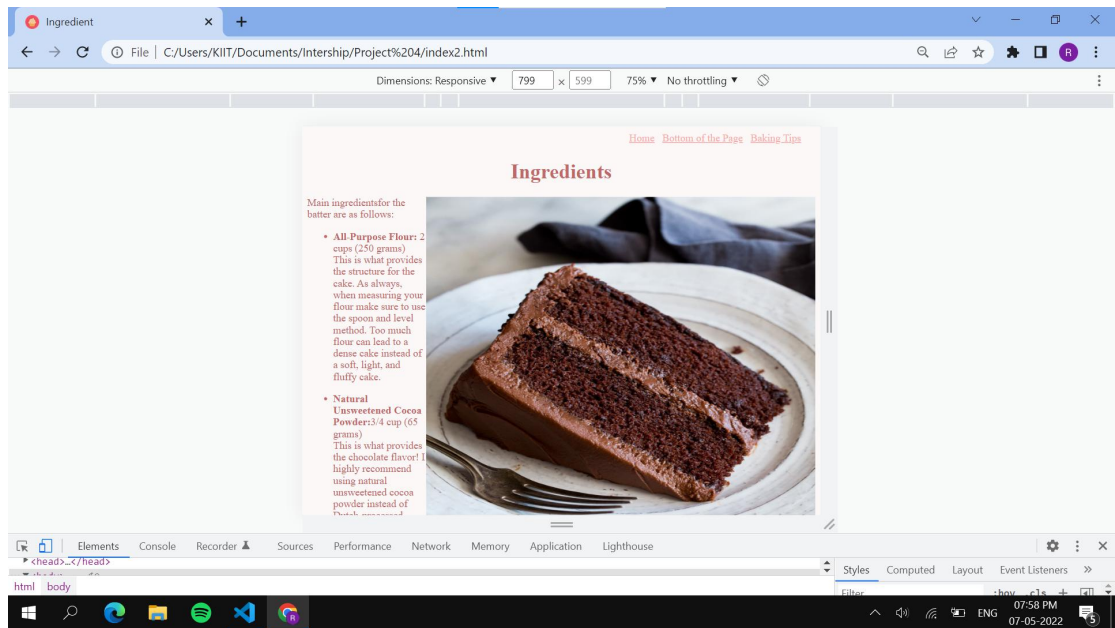 Ingredient
File | C:/Users/KIIT/Documents/Intership/Project%204/index2.html
R
Dimensions: Responsive ▼ 799 × 599 75% ▼ No throttling ▼
Home Bottom of the Page Baking Tips
Ingredients
Main ingredientsfor the
batter are as follows:
• All-Purpose Flour: 2
cups (250 grams)
This is what provides
the structure for the
cake. As always,
when measuring your
flour make sure to use
the spoon and level
method. Too much
flour can lead to a
dense cake instead of
a soft, light, and
fluffy cake.
• Natural
Unsweetened Cocoa
Powder:3/4 cup (65
grams)
This is what provides
the chocolate flavor! I
highly recommend
using natural
unsweetened cocoa
powder instead of
Dutch-processed
Elements Console Recorder Sources Performance Network Memory Application Lighthouse
<head>…</head>
Styles Computed Layout Event Listeners »
html body
Filter :hov .cls +
R
ENG
07:58 PM
07-05-2022
5